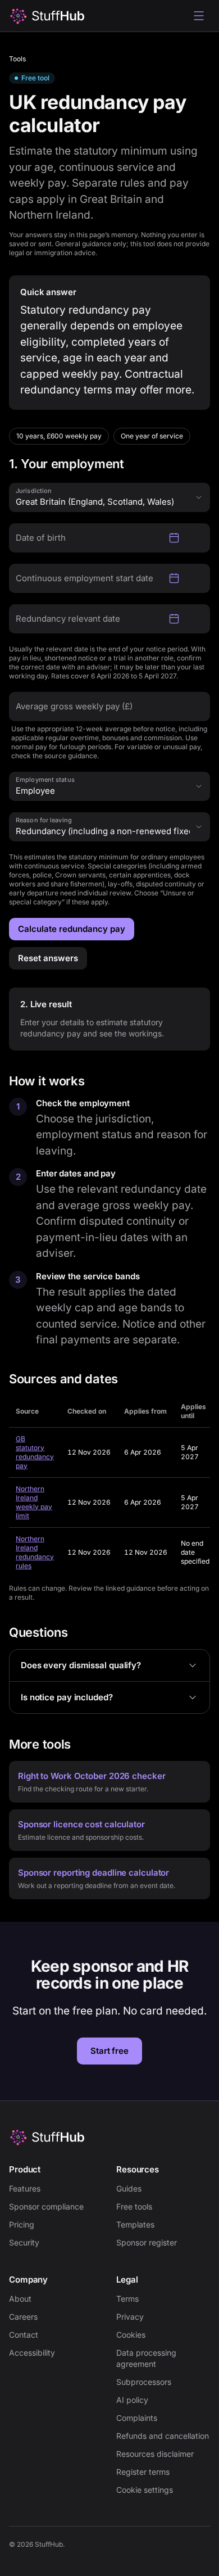 StuffHub
Tools
Free tool
UK redundancy pay
calculator
Estimate the statutory minimum using
your age, continuous service and
weekly pay. Separate rules and pay
caps apply in Great Britain and
Northern Ireland.
Your answers stay in this page's memory. Nothing you enter is
saved or sent. General guidance only; this tool does not provide
legal or immigration advice.
Quick answer
Statutory redundancy pay
generally depends on employee
eligibility, completed years of
service, age in each year and
capped weekly pay. Contractual
redundancy terms may offer more.
10 years, £600 weekly pay
One year of service
1. Your employment
Jurisdiction
Great Britain (England, Scotland, Wales)
Date of birth
Continuous employment start date
Redundancy relevant date
Usually the relevant date is the end of your notice period. With
pay in lieu, shortened notice or a trial in another role, confirm
the correct date with an adviser; it may be later than your last
working day. Rates cover 6 April 2026 to 5 April 2027.
Average gross weekly pay (£)
Use the appropriate 12-week average before notice, including
applicable regular overtime, bonuses and commission. Use
normal pay for furlough periods. For variable or unusual pay,
check the source guidance.
Employment status
Employee
Reason for leaving
Redundancy (including a non-renewed fixed
This estimates the statutory minimum for ordinary employees
with continuous service. Special categories (including armed
forces, police, Crown servants, certain apprentices, dock
workers and share fishermen), lay-offs, disputed continuity or
past departure need individual review. Choose “Unsure or
special category” if these apply.
Calculate redundancy pay
Reset answers
2. Live result
Enter your details to estimate statutory
redundancy pay and see the workings.
How it works
1
Check the employment
Choose the jurisdiction,
employment status and reason for
leaving.
2
Enter dates and pay
Use the relevant redundancy date
and average gross weekly pay.
Confirm disputed continuity or
payment-in-lieu dates with an
adviser.
3
Review the service bands
The result applies the dated
weekly cap and age bands to
counted service. Notice and other
final payments are separate.
Sources and dates
Source Checked on Applies from Applies until
GB statutory redundancy pay 12 Nov 2026 6 Apr 2026 5 Apr 2027
Northern Ireland weekly pay limit 12 Nov 2026 6 Apr 2026 5 Apr 2027
Northern Ireland redundancy rules 12 Nov 2026 12 Nov 2026 No end date specified
Rules can change. Review the linked guidance before acting on
a result.
Questions
Does every dismissal qualify?
Is notice pay included?
More tools
Right to Work October 2026 checker
Find the checking route for a new starter.
Sponsor licence cost calculator
Estimate licence and sponsorship costs.
Sponsor reporting deadline calculator
Work out a reporting deadline from an event date.
Keep sponsor and HR
records in one place
Start on the free plan. No card needed.
Start free
StuffHub
Product
Features
Sponsor compliance
Pricing
Security
Resources
Guides
Free tools
Templates
Sponsor register
Company
About
Careers
Contact
Accessibility
Legal
Terms
Privacy
Cookies
Data processing
agreement
Subprocessors
AI policy
Complaints
Refunds and cancellation
Resources disclaimer
Register terms
Cookie settings
© 2026 StuffHub.